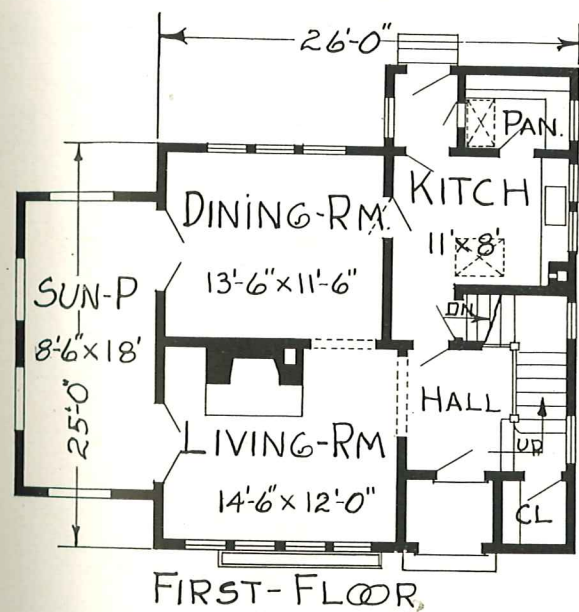 26'-0"
PAN.
KITCH
11'x8'
DINING-RM.
13'-6"x11'-6"
SUN-P
8'-6"x18'
25'-0"
DN
HALL
LIVING-RM
14'-6"x12'-0"
UP
CL
FIRST-FLOOR